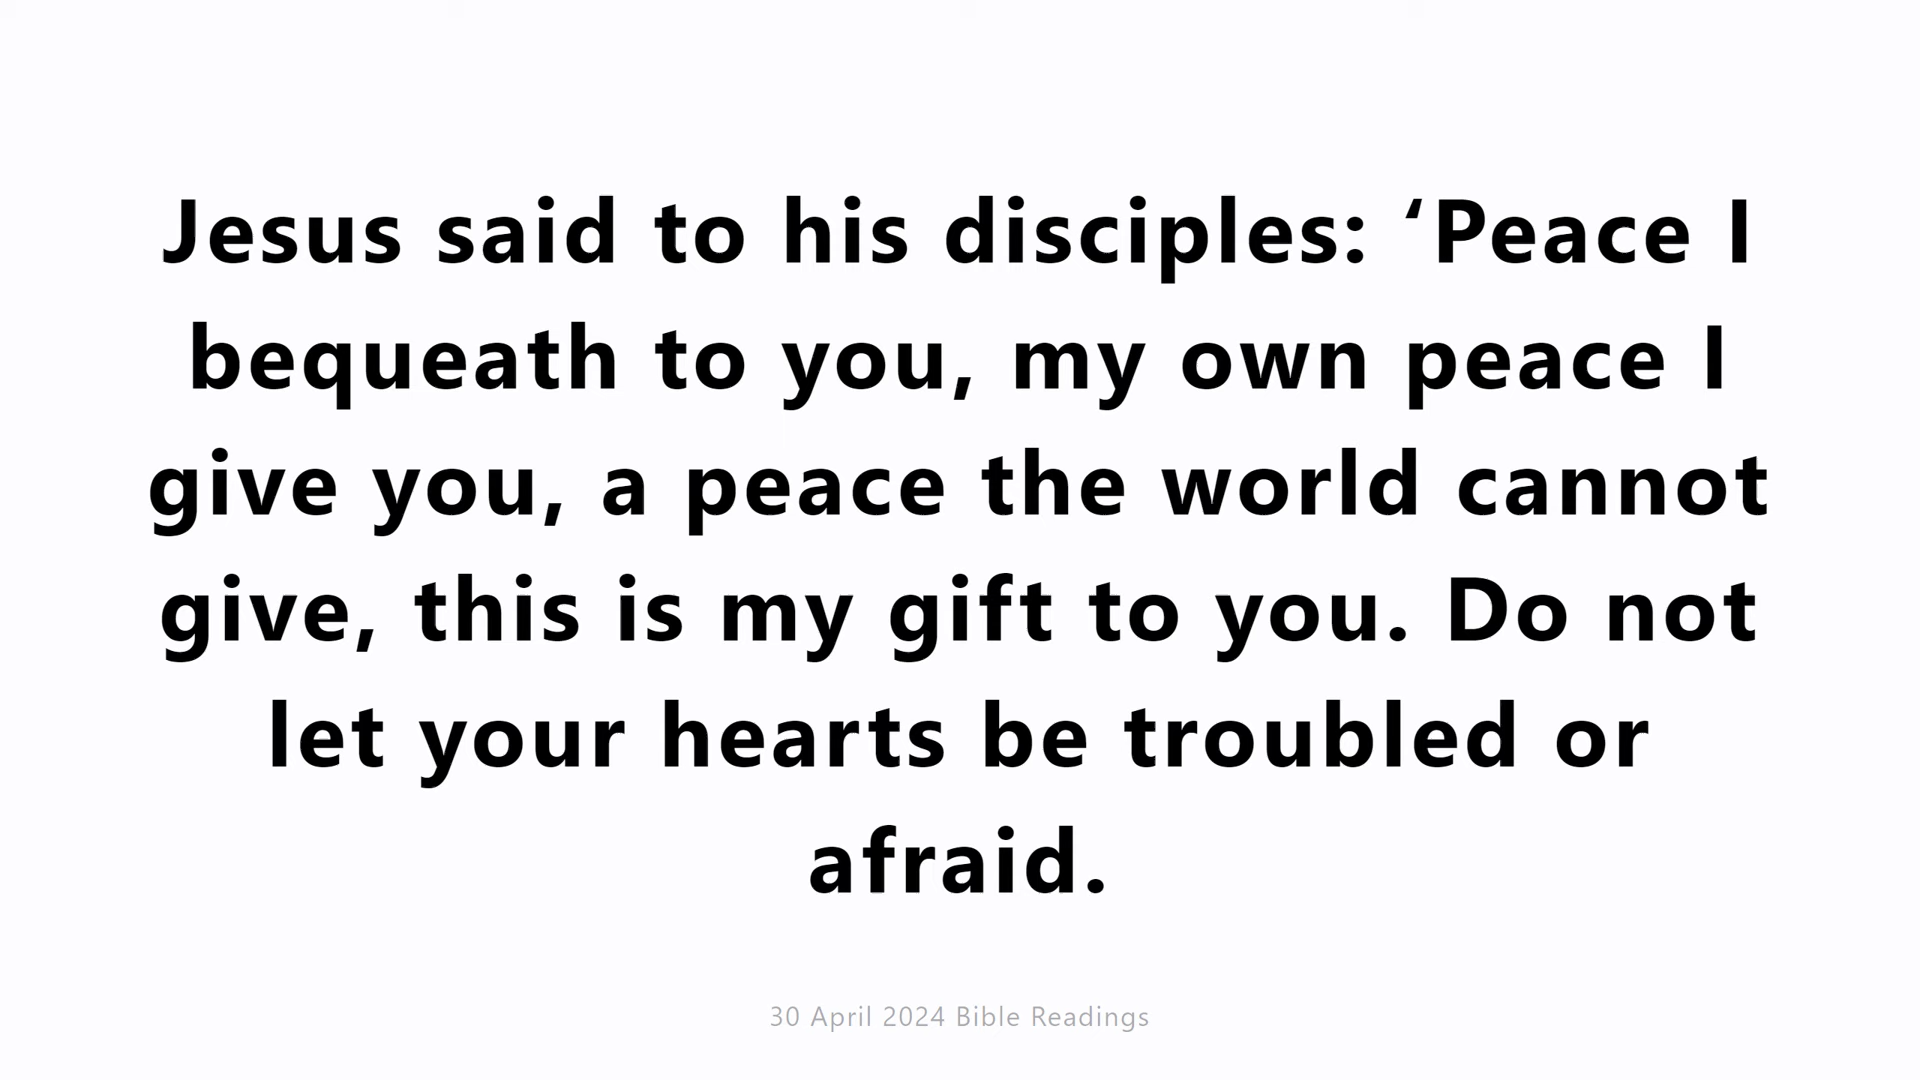 Jesus said to his disciples: ‘Peace I
bequeath to you, my own peace I
give you, a peace the world cannot
give, this is my gift to you. Do not
let your hearts be troubled or
afraid.
30 April 2024 Bible Readings